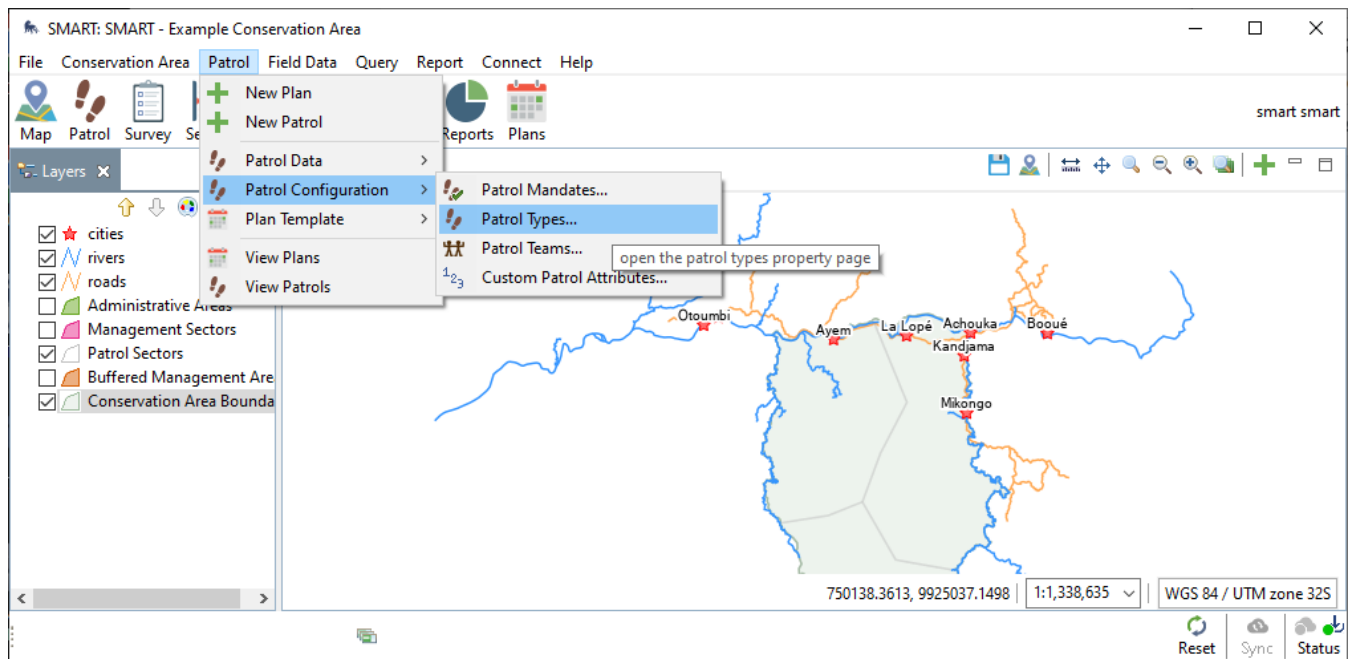 SMART: SMART - Example Conservation Area
File Conservation Area Patrol Field Data Query Report Connect Help
Map Patrol Survey Se Reports Plans
smart smart
New Plan
New Patrol
Patrol Data
Patrol Configuration
Plan Template
View Plans
View Patrols
Patrol Mandates...
Patrol Types...
Patrol Teams...
Custom Patrol Attributes...
open the patrol types property page
Layers
cities
rivers
roads
Administrative Areas
Management Sectors
Patrol Sectors
Buffered Management Are
Conservation Area Bounda
Otoumbi
Ayem
La Lopé
Achouka
Booué
Kandjama
Mikongo
750138.3613, 9925037.1498 1:1,338,635 WGS 84 / UTM zone 32S
Reset Sync Status